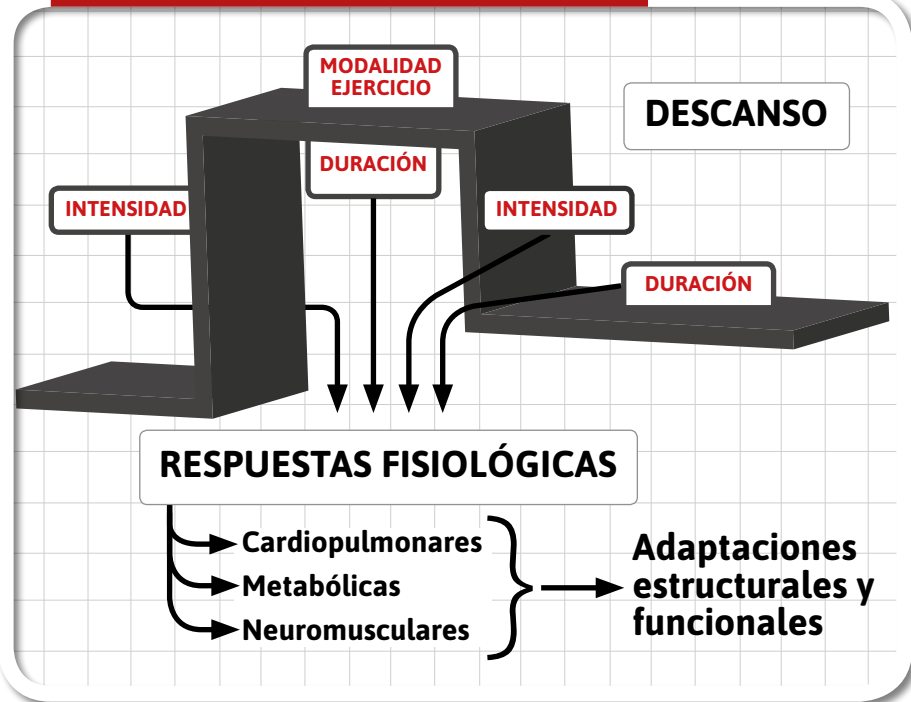 MODALIDAD
EJERCICIO
DESCANSO
DURACIÓN
INTENSIDAD
INTENSIDAD
DURACIÓN
RESPUESTAS FISIOLÓGICAS
Cardiopulmonares
Metabólicas
Neuromusculares
Adaptaciones
estructurales y
funcionales